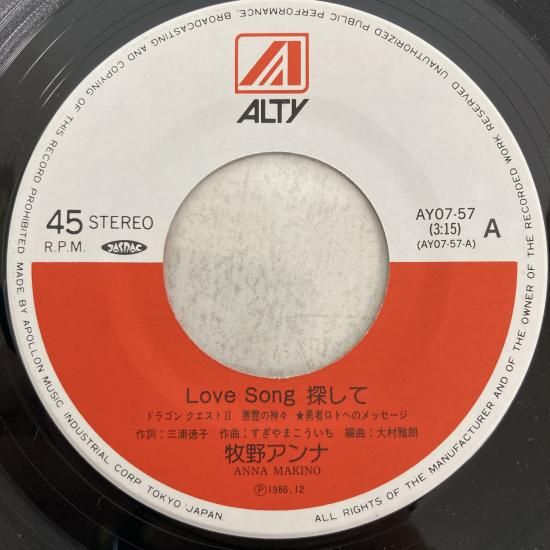 ALTY
45 STEREO
R.P.M.
JASRAC
AY07-57
(3:15)
(AY07-57-A)
A
Love Song 探して
ドラゴン クエストII 悪霊の神々 ★勇者ロトへのメッセージ
作詞:三浦徳子 作曲:すぎやまこういち 編曲:大村雅朗
牧野アンナ
ANNA MAKINO
Ⓟ1986.12
MADE BY APOLLON MUSIC INDUSTRIAL CORP TOKYO JAPAN
ALL RIGHTS OF THE MANUFACTURER AND OF THE OWNER OF THE RECORDED WORK RESERVED
UNAUTHORIZED PUBLIC PERFORMANCE, BROADCASTING AND COPYING OF THIS RECORD PROHIBITED